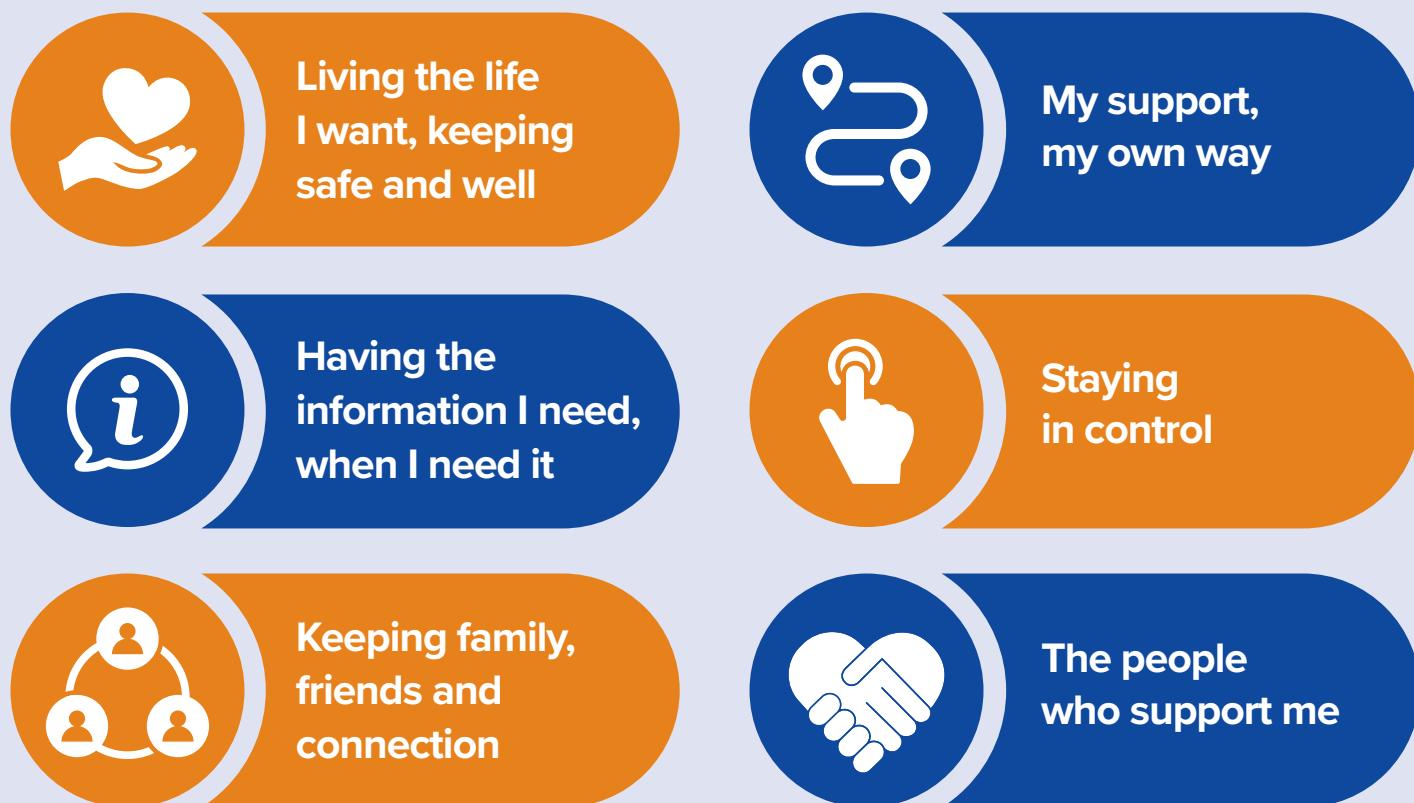 Living the life
I want, keeping
safe and well
My support,
my own way
Having the
information I need,
when I need it
Staying
in control
Keeping family,
friends and
connection
The people
who support me